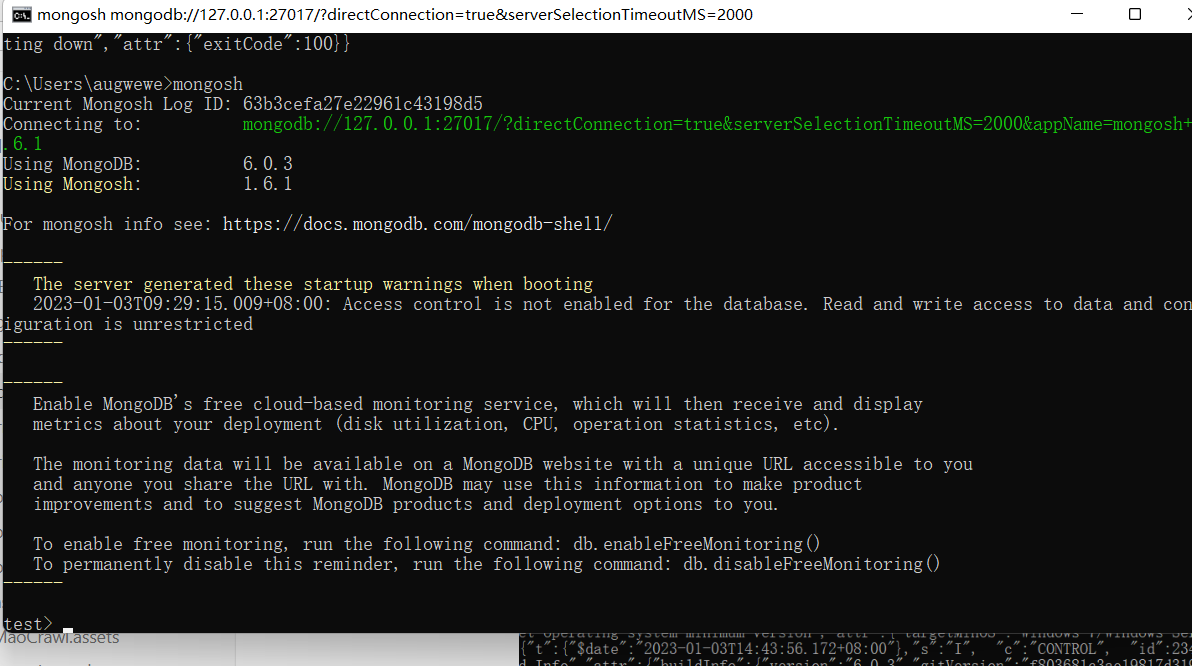 mongosh mongodb://127.0.0.1:27017/?directConnection=true&serverSelectionTimeoutMS=2000
ting down","attr":{"exitCode":100}}
C:\Users\augwewe>mongosh
Current Mongosh Log ID: 63b3cefa27e22961c43198d5
Connecting to: mongodb://127.0.0.1:27017/?directConnection=true&serverSelectionTimeoutMS=2000&appName=mongosh+
.6.1
Using MongoDB: 6.0.3
Using Mongosh: 1.6.1
For mongosh info see: https://docs.mongodb.com/mongodb-shell/
------
The server generated these startup warnings when booting
2023-01-03T09:29:15.009+08:00: Access control is not enabled for the database. Read and write access to data and con
iguration is unrestricted
------
------
Enable MongoDB's free cloud-based monitoring service, which will then receive and display
metrics about your deployment (disk utilization, CPU, operation statistics, etc).
The monitoring data will be available on a MongoDB website with a unique URL accessible to you
and anyone you share the URL with. MongoDB may use this information to make product
improvements and to suggest MongoDB products and deployment options to you.
To enable free monitoring, run the following command: db.enableFreeMonitoring()
To permanently disable this reminder, run the following command: db.disableFreeMonitoring()
------
test>
MaoCrawl.assets
{"t":{"$date":"2023-01-03T14:43:56.172+08:00"},"s":"I", "c":"CONTROL", "id":234